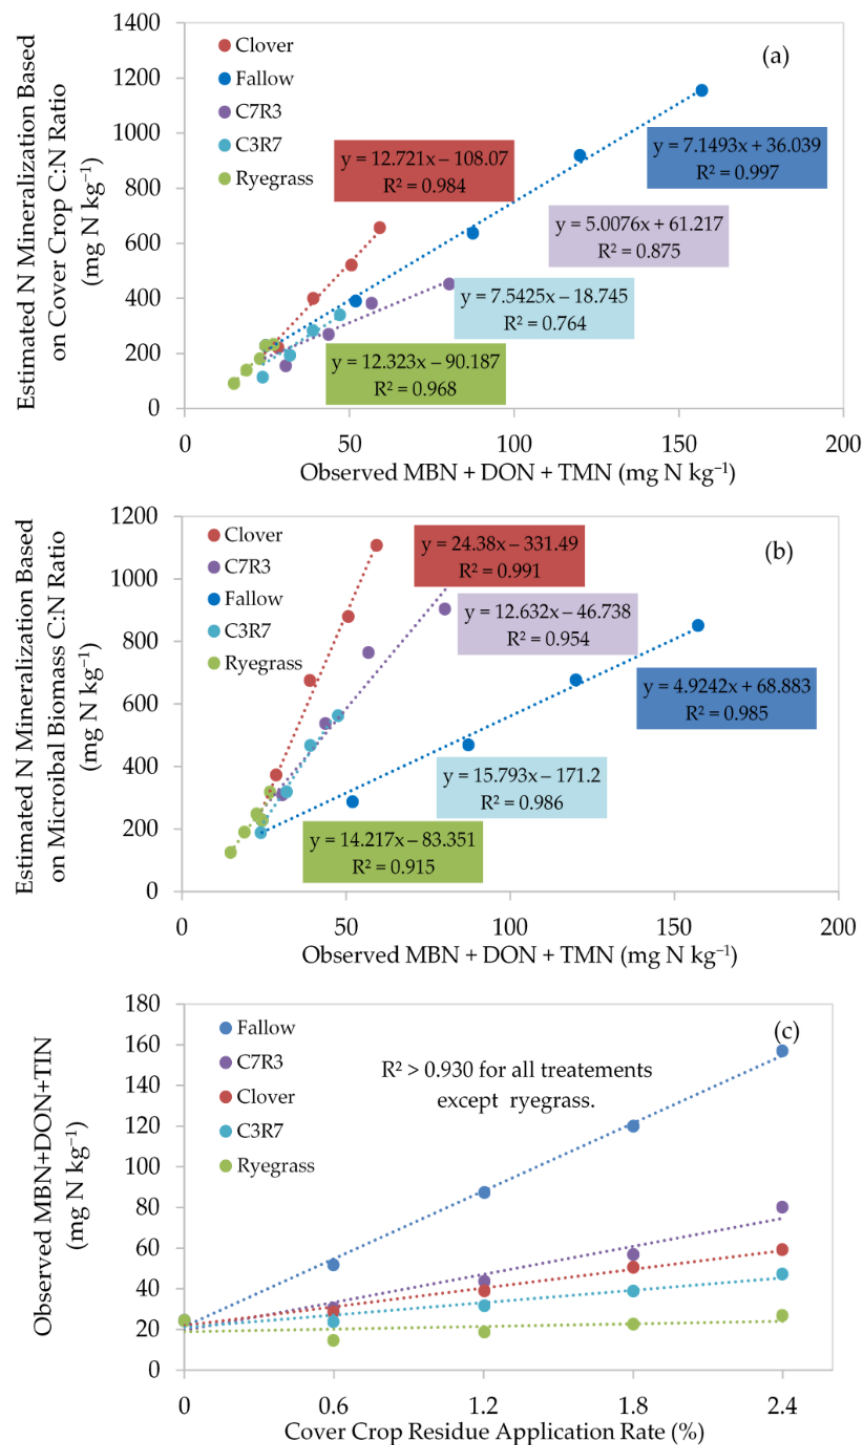 Estimated N Mineralization Based
on Cover Crop C:N Ratio
(mg N kg⁻¹)
1400
1200
1000
800
600
400
200
0
Clover
Fallow
C7R3
C3R7
Ryegrass
(a)
y = 12.721x – 108.07
R² = 0.984
y = 7.1493x + 36.039
R² = 0.997
y = 5.0076x + 61.217
R² = 0.875
y = 7.5425x – 18.745
R² = 0.764
y = 12.323x – 90.187
R² = 0.968
0 50 100 150 200
Observed MBN + DON + TMN (mg N kg⁻¹)
Estimated N Mineralization Based
on Microibal Biomass C:N Ratio
(mg N kg⁻¹)
1200
1000
800
600
400
200
0
Clover
C7R3
Fallow
C3R7
Ryegrass
(b)
y = 24.38x – 331.49
R² = 0.991
y = 12.632x – 46.738
R² = 0.954
y = 4.9242x + 68.883
R² = 0.985
y = 15.793x – 171.2
R² = 0.986
y = 14.217x – 83.351
R² = 0.915
0 50 100 150 200
Observed MBN + DON + TMN (mg N kg⁻¹)
Observed MBN+DON+TIN
(mg N kg⁻¹)
180
160
140
120
100
80
60
40
20
0
Fallow
C7R3
Clover
C3R7
Ryegrass
(c)
R² > 0.930 for all treatements
except ryegrass.
0 0.6 1.2 1.8 2.4
Cover Crop Residue Application Rate (%)